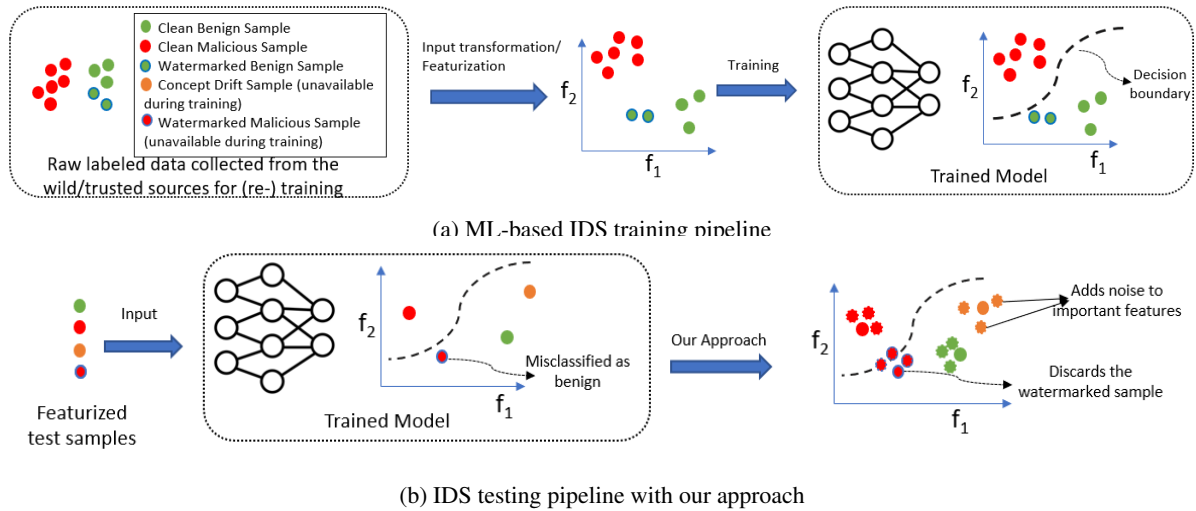 Clean Benign Sample
Clean Malicious Sample
Watermarked Benign Sample
Concept Drift Sample (unavailable
during training)
Watermarked Malicious Sample
(unavailable during training)
Raw labeled data collected from the
wild/trusted sources for (re-) training
Input transformation/
Featurization
f2
f1
Training
f2
f1
Decision
boundary
Trained Model
(a) ML-based IDS training pipeline
Featurized
test samples
Input
f2
f1
Misclassified as
benign
Trained Model
Our Approach
f2
f1
Adds noise to
important features
Discards the
watermarked sample
(b) IDS testing pipeline with our approach